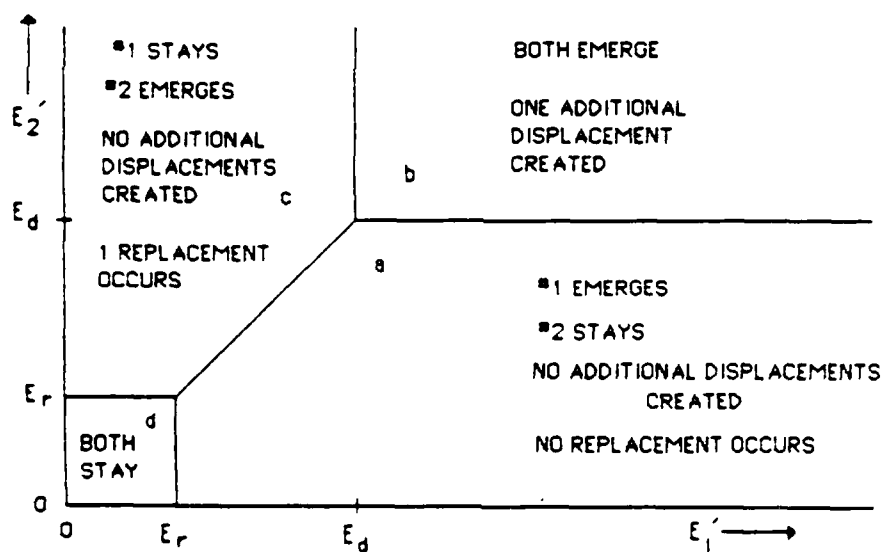 #1 STAYS
#2 EMERGES
NO ADDITIONAL
DISPLACEMENTS
CREATED
c
1 REPLACEMENT
OCCURS
BOTH EMERGE
ONE ADDITIONAL
DISPLACEMENT
CREATED
b
a
#1 EMERGES
#2 STAYS
NO ADDITIONAL DISPLACEMENTS
CREATED
NO REPLACEMENT OCCURS
d
BOTH
STAY
E2'
Ed
Er
0
0
Er
Ed
E1'